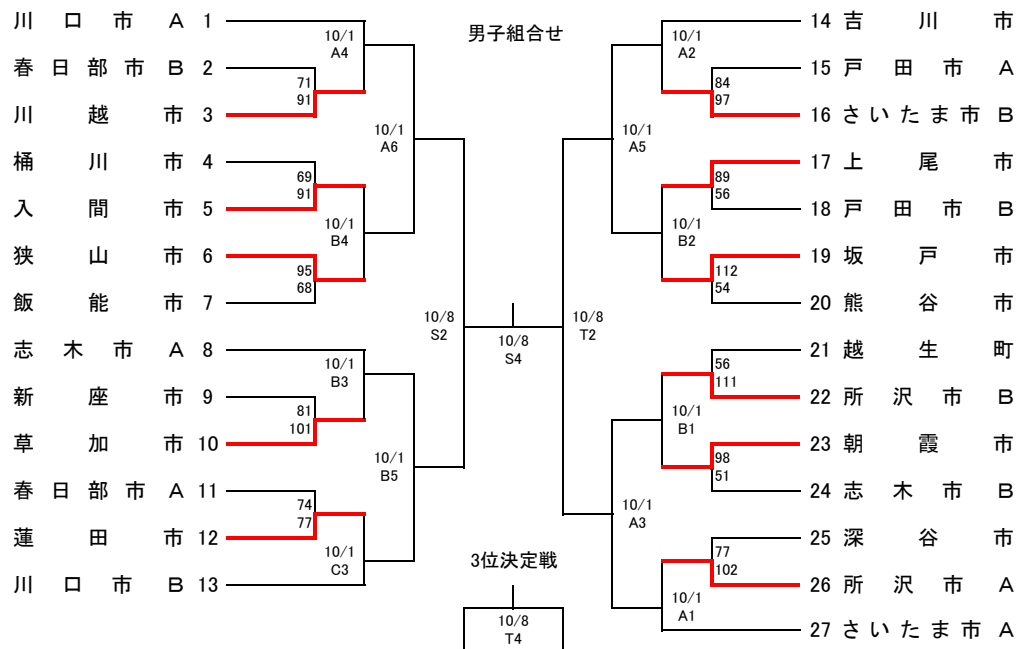 男子組合せ
川口市A 1
春日部市B 2
川越市 3
桶川市 4
入間市 5
狭山市 6
飯能市 7
志木市A 8
新座市 9
草加市 10
春日部市A 11
蓮田市 12
川口市B 13
71
91
69
91
95
68
81
101
74
77
10/1
A4
10/1
B4
10/1
B3
10/1
C3
10/1
A6
10/1
B5
10/8
S2
10/8
S4
10/8
T2
3位決定戦
10/8
T4
10/1
A5
10/1
A3
10/1
A2
10/1
B2
10/1
B1
10/1
A1
84
97
89
56
112
54
56
111
98
51
77
102
14 吉川市
15 戸田市A
16 さいたま市B
17 上尾市
18 戸田市B
19 坂戸市
20 熊谷市
21 越生町
22 所沢市B
23 朝霞市
24 志木市B
25 深谷市
26 所沢市A
27 さいたま市A